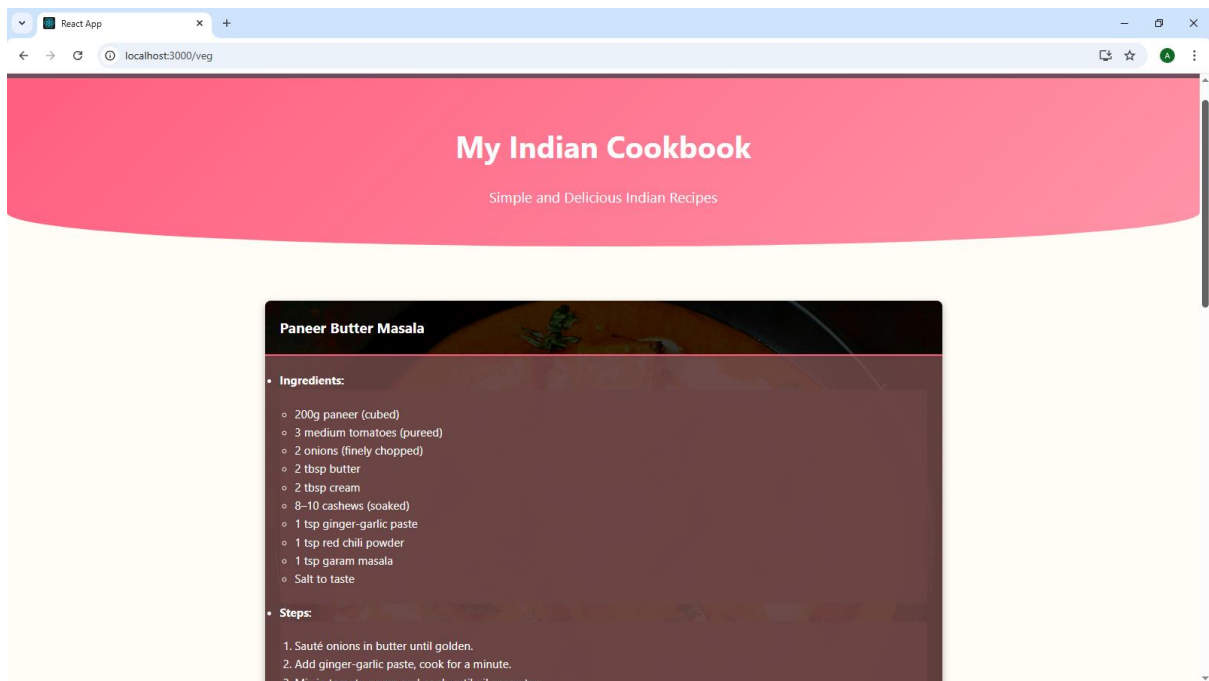 React App
localhost:3000/veg
A
My Indian Cookbook
Simple and Delicious Indian Recipes
Paneer Butter Masala
Ingredients:
200g paneer (cubed)
3 medium tomatoes (pureed)
2 onions (finely chopped)
2 tbsp butter
2 tbsp cream
8–10 cashews (soaked)
1 tsp ginger-garlic paste
1 tsp red chili powder
1 tsp garam masala
Salt to taste
Steps:
1. Sauté onions in butter until golden.
2. Add ginger-garlic paste, cook for a minute.